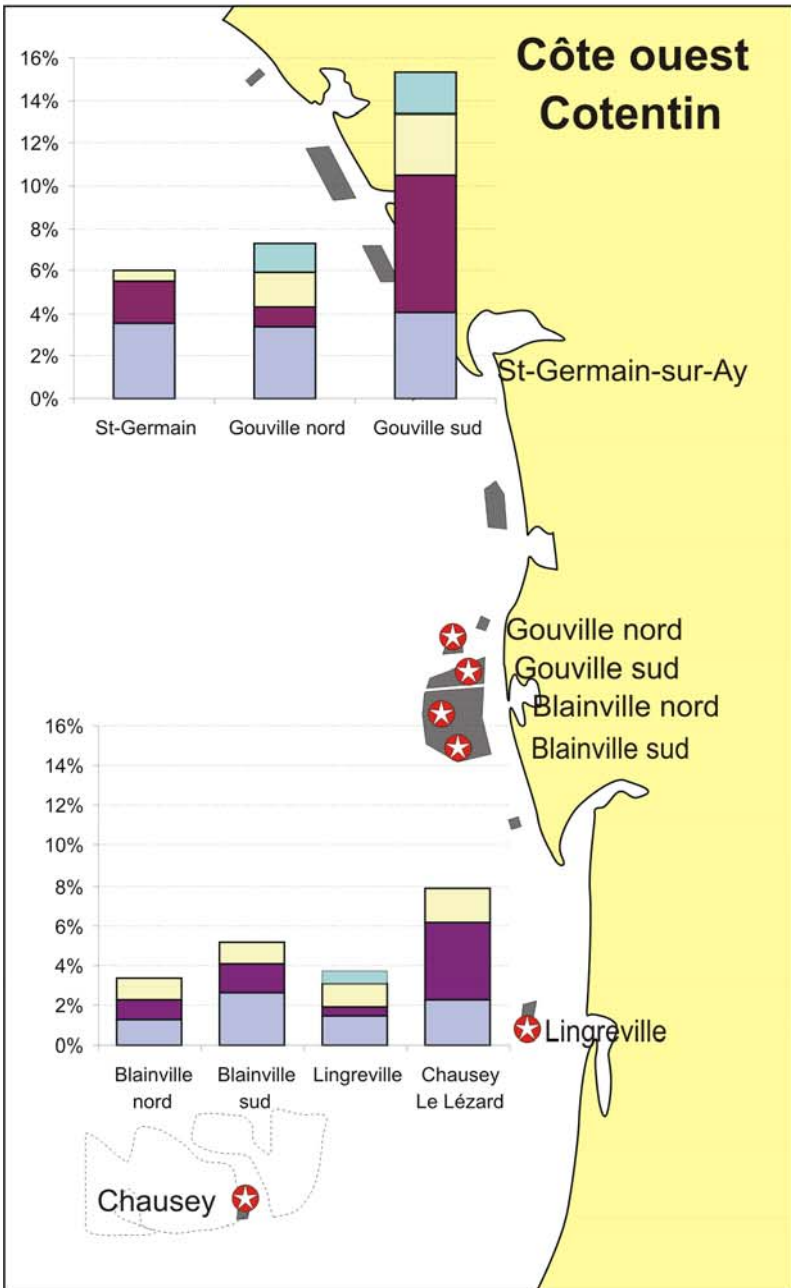 Côte ouest
Cotentin
16%
14%
12%
10%
8%
6%
4%
2%
0%
St-Germain
Gouville nord
Gouville sud
St-Germain-sur-Ay
Gouville nord
Gouville sud
Blainville nord
Blainville sud
16%
14%
12%
10%
8%
6%
4%
2%
0%
Blainville
nord
Blainville
sud
Lingreville
Chausey
Le Lézard
Lingreville
Chausey